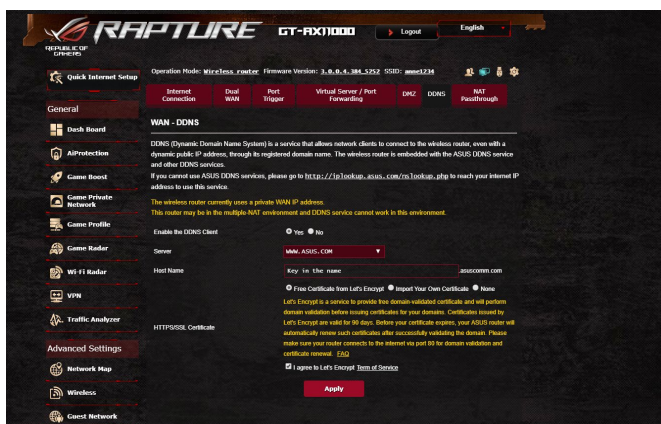 REPUBLIC OF
GAMERS
RAPTURE
GT-AX11000
Logout
English
Quick Internet Setup
Operation Mode: Wireless router Firmware Version: 3.0.0.4.384_5252 SSID: anne1234
Internet Connection
Dual WAN
Port Trigger
Virtual Server / Port Forwarding
DMZ
DDNS
NAT Passthrough
General
Dash Board
AiProtection
Game Boost
Game Private Network
Game Profile
Game Radar
Wi-Fi Radar
VPN
Traffic Analyzer
Advanced Settings
Network Map
Wireless
Guest Network
WAN - DDNS
DDNS (Dynamic Domain Name System) is a service that allows network clients to connect to the wireless router, even with a
dynamic public IP address, through its registered domain name. The wireless router is embedded with the ASUS DDNS service
and other DDNS services.
If you cannot use ASUS DDNS services, please go to http://iplookup.asus.com/nslookup.php to reach your internet IP
address to use this service.
The wireless router currently uses a private WAN IP address.
This router may be in the multiple-NAT environment and DDNS service cannot work in this environment.
Enable the DDNS Client
Yes No
Server
WWW.ASUS.COM
Host Name
Key in the name .asuscomm.com
HTTPS/SSL Certificate
Free Certificate from Let's Encrypt Import Your Own Certificate None
Let's Encrypt is a service to provide free domain-validated certificate and will perform
domain validation before issuing certificates for your domains. Certificates issued by
Let's Encrypt are valid for 90 days. Before your certificate expires, your ASUS router will
automatically renew such certificates after successfully validating the domain. Please
make sure your router connects to the internet via port 80 for domain validation and
certificate renewal. FAQ
I agree to Let's Encrypt Term of Service
Apply